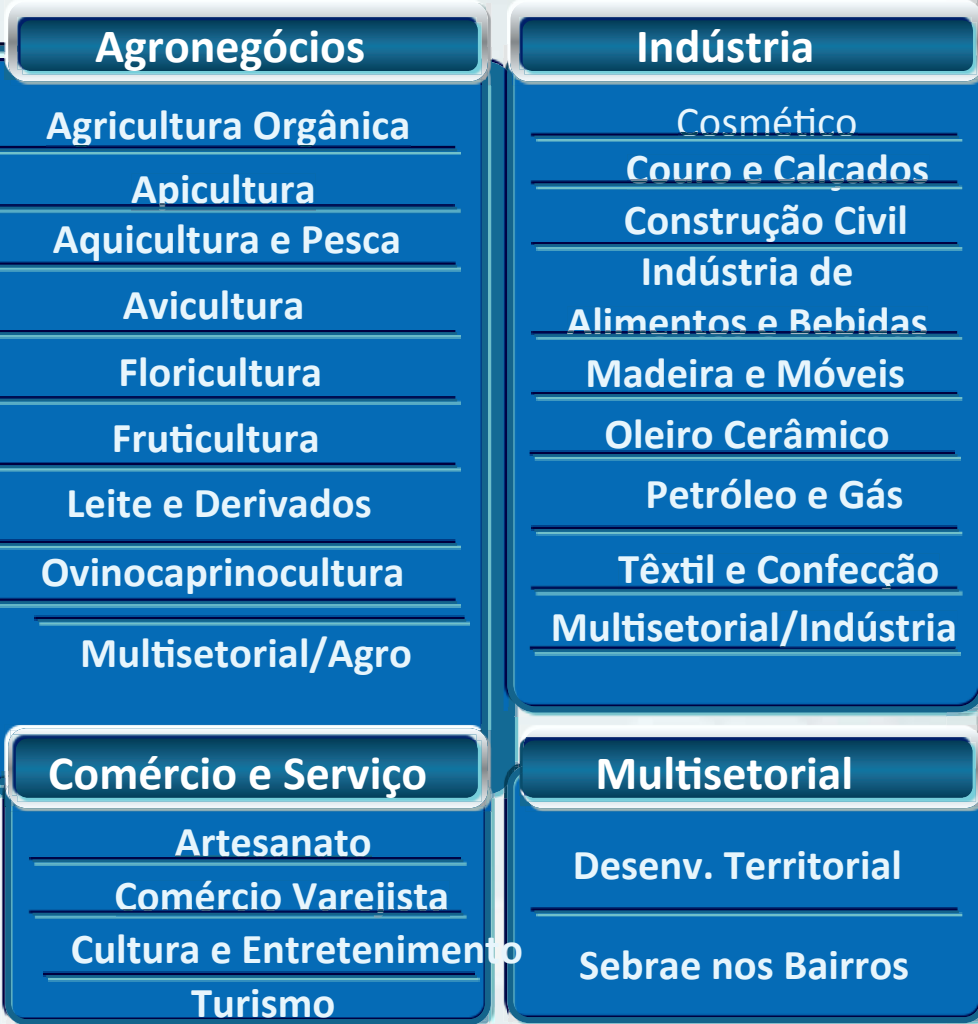 Agronegócios
Agricultura Orgânica
Apicultura
Aquicultura e Pesca
Avicultura
Floricultura
Fruticultura
Leite e Derivados
Ovinocaprinocultura
Multisetorial/Agro
Indústria
Cosmético
Couro e Calçados
Construção Civil
Indústria de
Alimentos e Bebidas
Madeira e Móveis
Oleiro Cerâmico
Petróleo e Gás
Têxtil e Confecção
Multisetorial/Indústria
Comércio e Serviço
Artesanato
Comércio Varejista
Cultura e Entretenimento
Turismo
Multisetorial
Desenv. Territorial
Sebrae nos Bairros